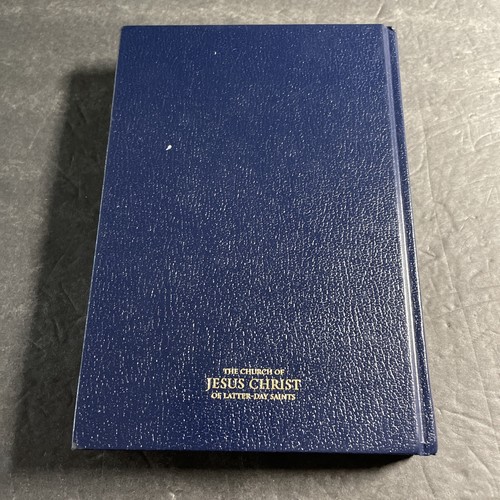 THE CHURCH OF
JESUS CHRIST
OF LATTER-DAY SAINTS